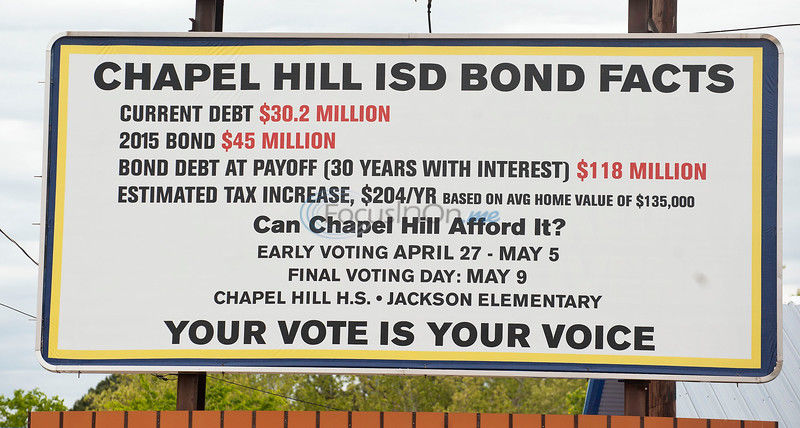 CHAPEL HILL ISD BOND FACTS
CURRENT DEBT $30.2 MILLION
2015 BOND $45 MILLION
BOND DEBT AT PAYOFF (30 YEARS WITH INTEREST) $118 MILLION
ESTIMATED TAX INCREASE, $204/YR BASED ON AVG HOME VALUE OF $135,000
FocusInOn.me
Can Chapel Hill Afford It?
EARLY VOTING APRIL 27 - MAY 5
FINAL VOTING DAY: MAY 9
CHAPEL HILL H.S. • JACKSON ELEMENTARY
YOUR VOTE IS YOUR VOICE